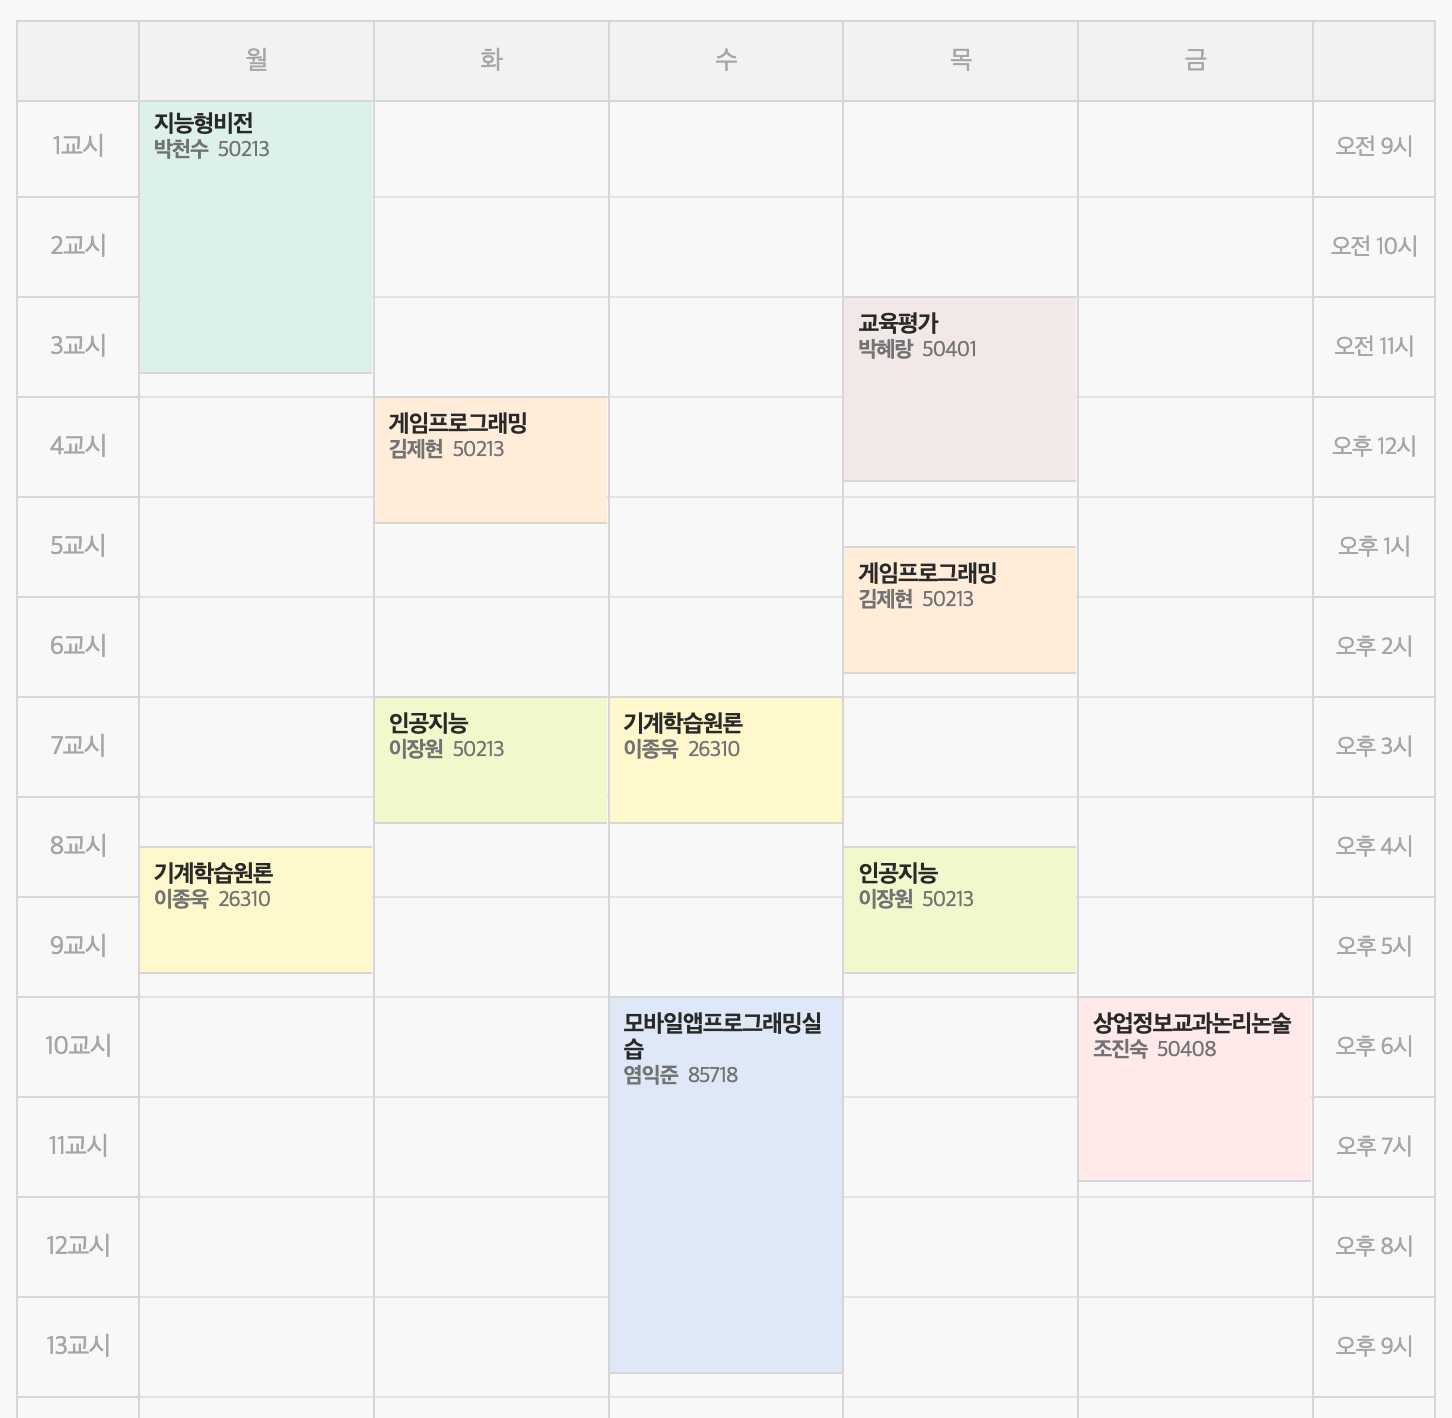 월 화 수 목 금
1교시
지능형비전
박천수 50213
오전 9시
2교시
오전 10시
3교시
교육평가
박혜랑 50401
오전 11시
4교시
게임프로그래밍
김제현 50213
오후 12시
5교시
오후 1시
게임프로그래밍
김제현 50213
6교시
오후 2시
7교시
인공지능
이장원 50213
기계학습원론
이종욱 26310
오후 3시
8교시
오후 4시
기계학습원론
이종욱 26310
인공지능
이장원 50213
9교시
오후 5시
10교시
모바일앱프로그래밍실
습
염익준 85718
상업정보교과논리논술
조진숙 50408
오후 6시
11교시
오후 7시
12교시
오후 8시
13교시
오후 9시